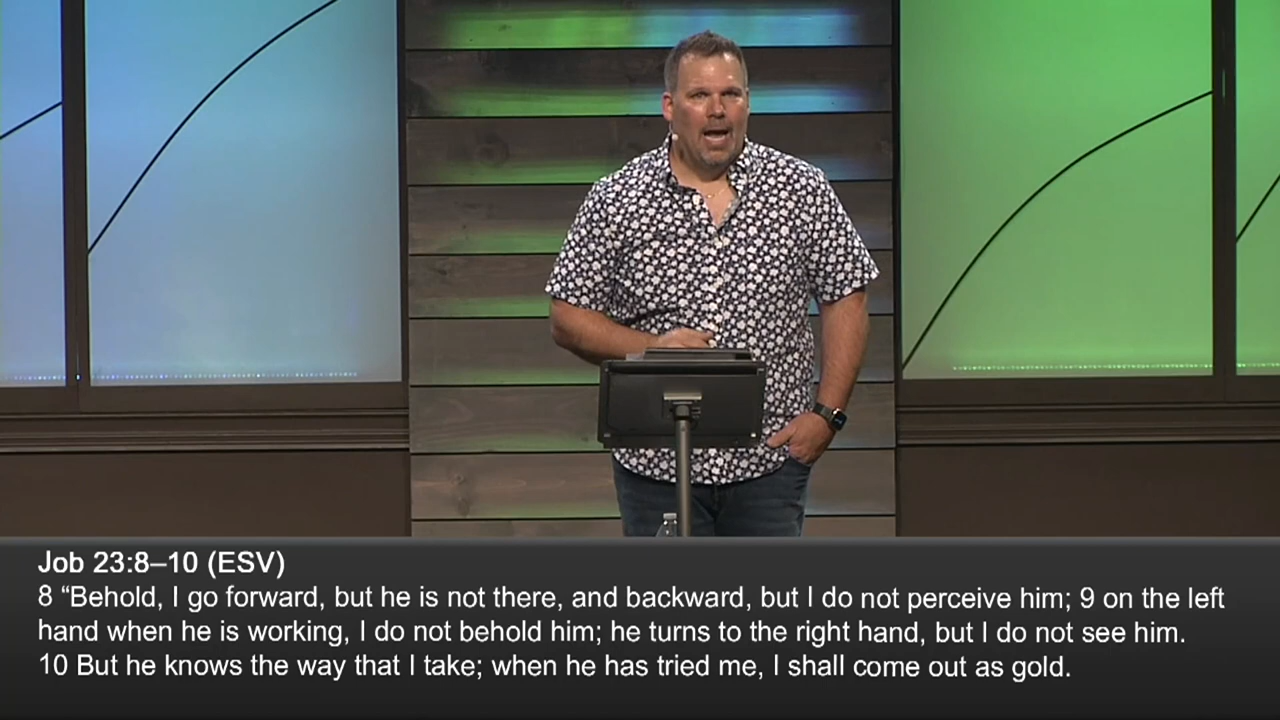 Job 23:8–10 (ESV)
8 “Behold, I go forward, but he is not there, and backward, but I do not perceive him; 9 on the left
hand when he is working, I do not behold him; he turns to the right hand, but I do not see him.
10 But he knows the way that I take; when he has tried me, I shall come out as gold.